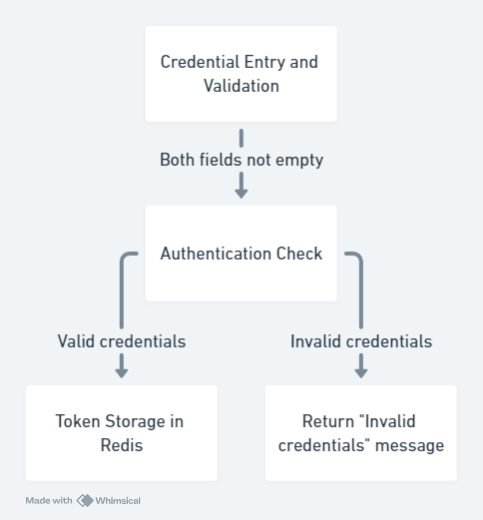 Credential Entry and
Validation
Both fields not empty
Authentication Check
Valid credentials
Invalid credentials
Token Storage in
Redis
Return "Invalid
credentials" message
Made with Whimsical